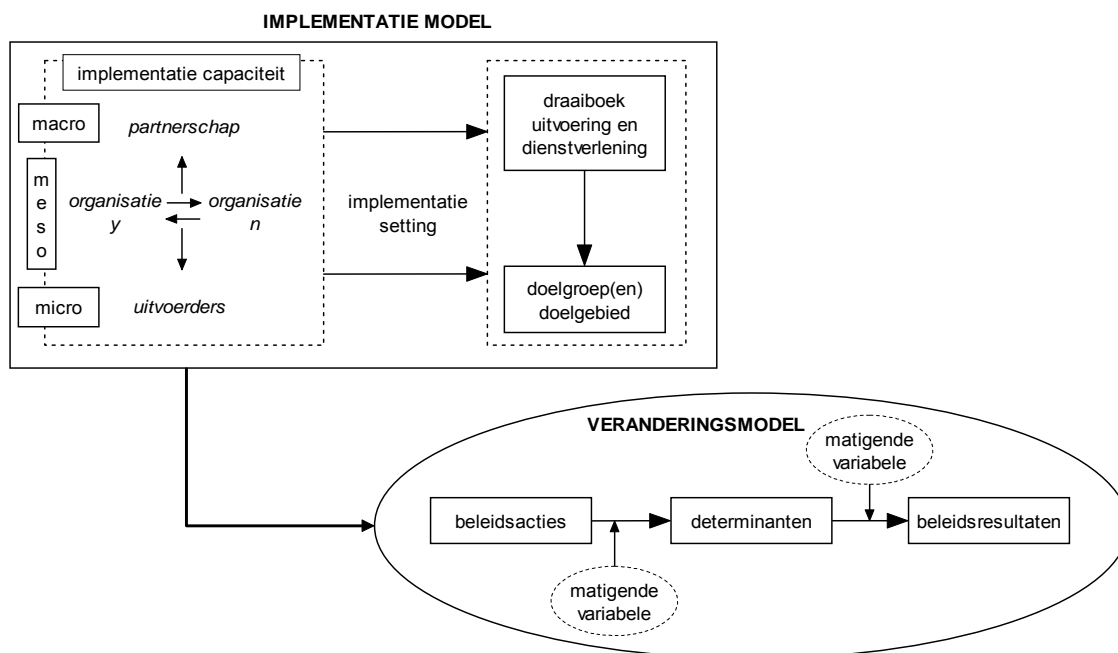 IMPLEMENTATIE MODEL
implementatie capaciteit
macro
partnerschap
m
e
s
o
organisatie
y
organisatie
n
micro
uitvoerders
implementatie
setting
draaiboek
uitvoering en
dienstverlening
doelgroep(en)
doelgebied
VERANDERINGSMODEL
matigende
variabele
beleidsacties
determinanten
beleidsresultaten
matigende
variabele